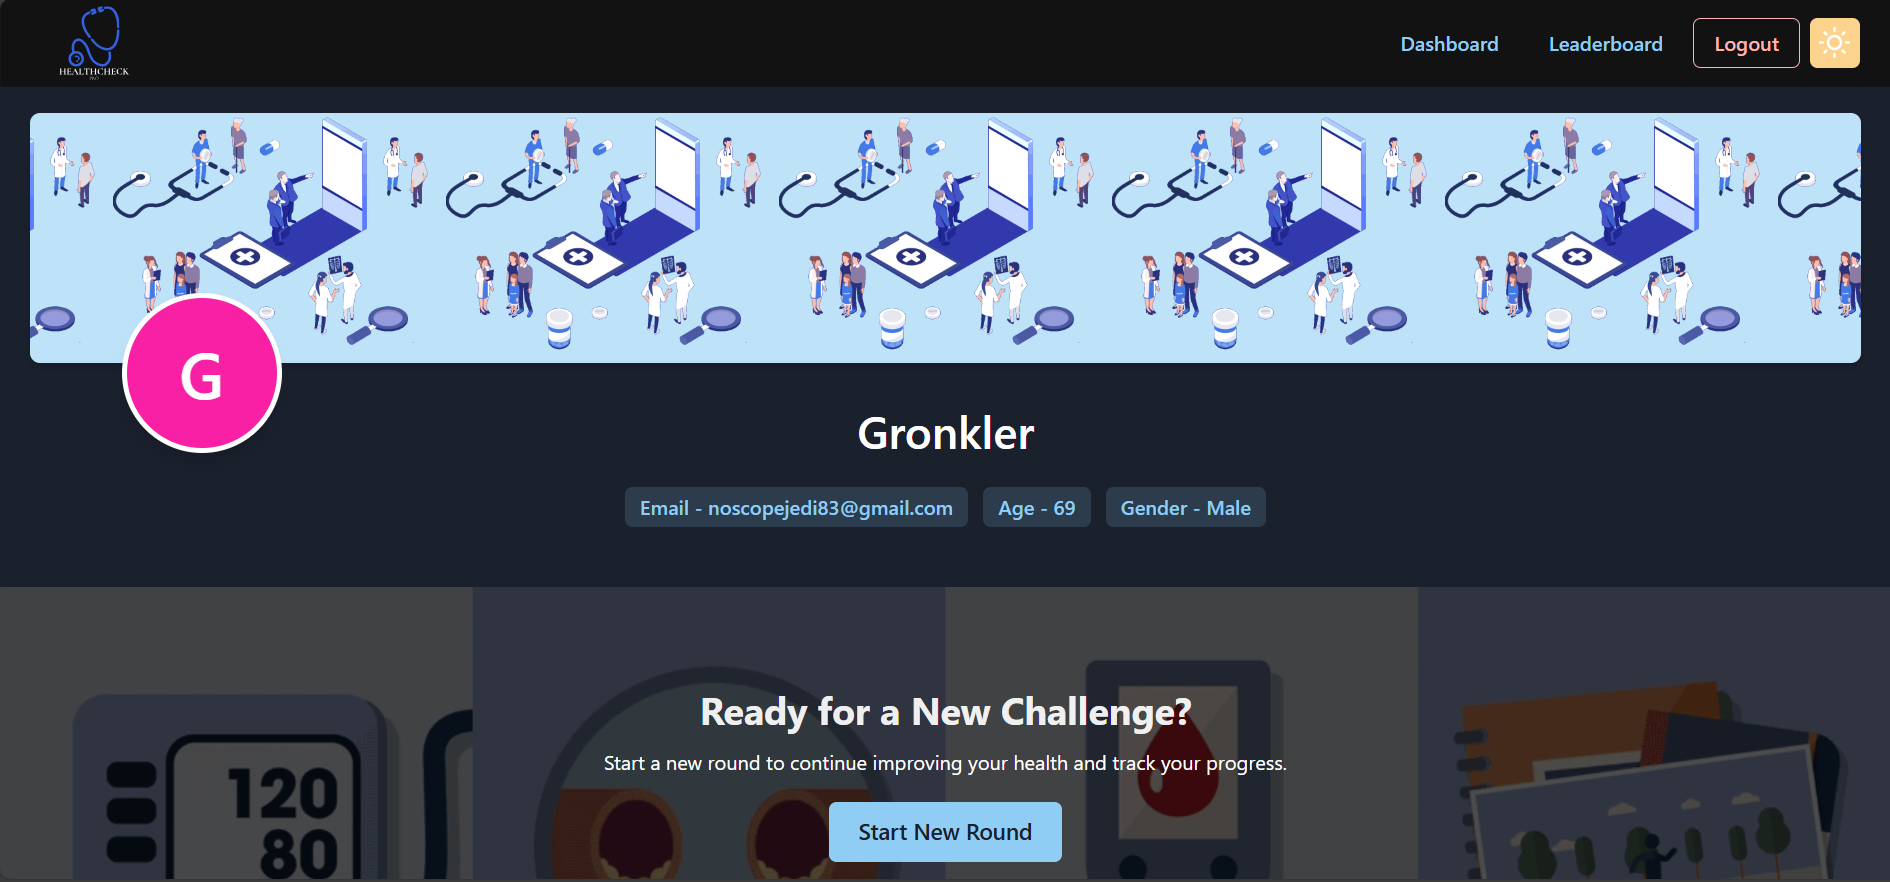 HEALTHCHECK
PRO
Dashboard
Leaderboard
Logout
G
Gronkler
Email - noscopejedi83@gmail.com
Age - 69
Gender - Male
Ready for a New Challenge?
Start a new round to continue improving your health and track your progress.
120
80
Start New Round